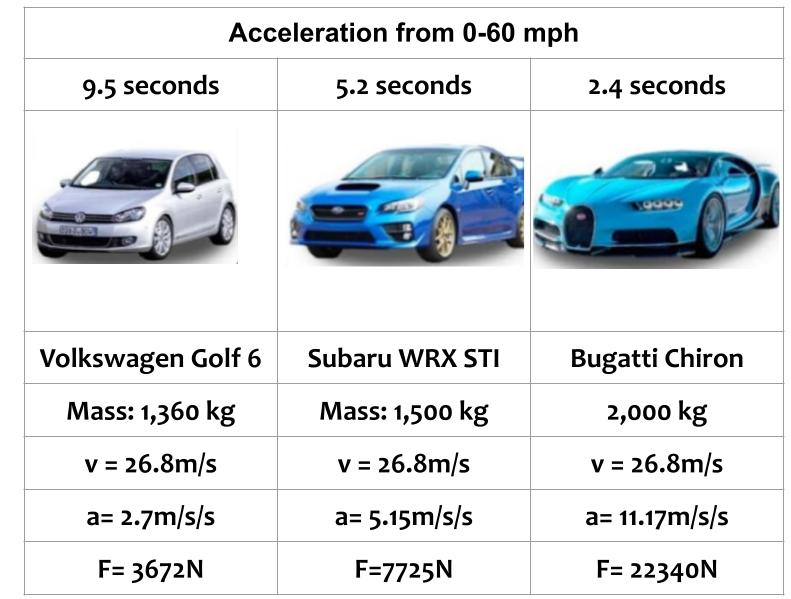 Acceleration from 0-60 mph
9.5 seconds 5.2 seconds 2.4 seconds
Volkswagen Golf 6 Subaru WRX STI Bugatti Chiron
Mass: 1,360 kg Mass: 1,500 kg 2,000 kg
v = 26.8m/s v = 26.8m/s v = 26.8m/s
a= 2.7m/s/s a= 5.15m/s/s a= 11.17m/s/s
F= 3672N F=7725N F= 22340N